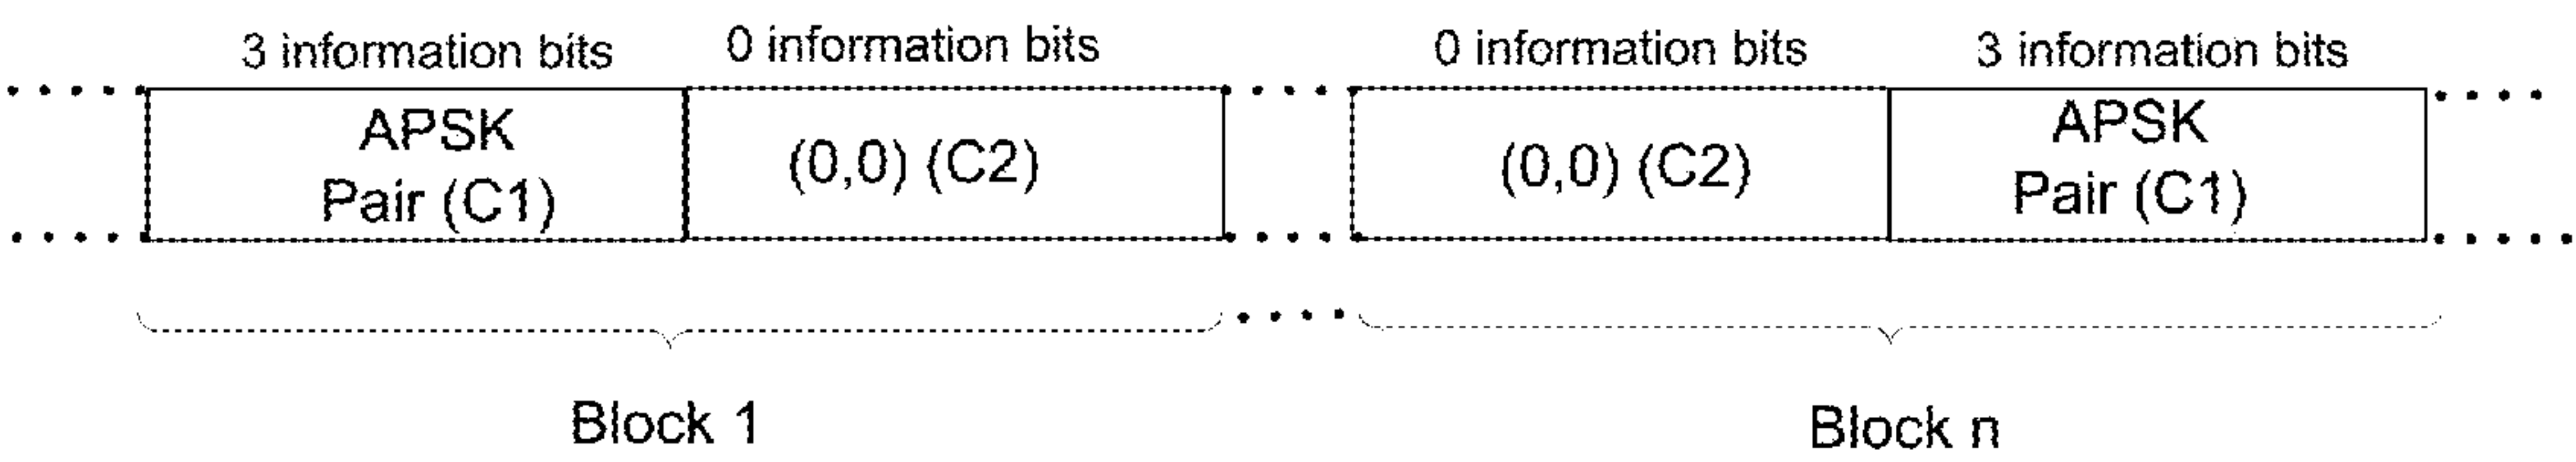 3 information bits
0 information bits
0 information bits
3 information bits
APSK
Pair (C1)
(0,0) (C2)
(0,0) (C2)
APSK
Pair (C1)
Block 1
Block n